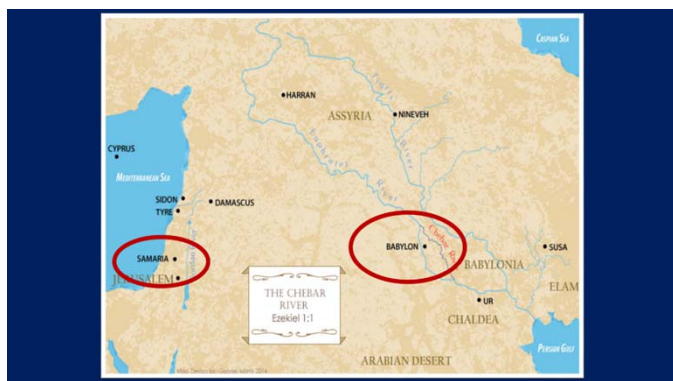 CASPIAN SEA
HARRAN
ASSYRIA
NINEVEH
Tigris River
Euphrates River
CYPRUS
MEDITERRANEAN SEA
SIDON
TYRE
DAMASCUS
SAMARIA
BABYLON
Chebar River
SUSA
BABYLONIA
JERUSALEM
ELAM
UR
CHALDEA
THE CHEBAR
RIVER
Ezekiel 1:1
PERSIAN GULF
ARABIAN DESERT